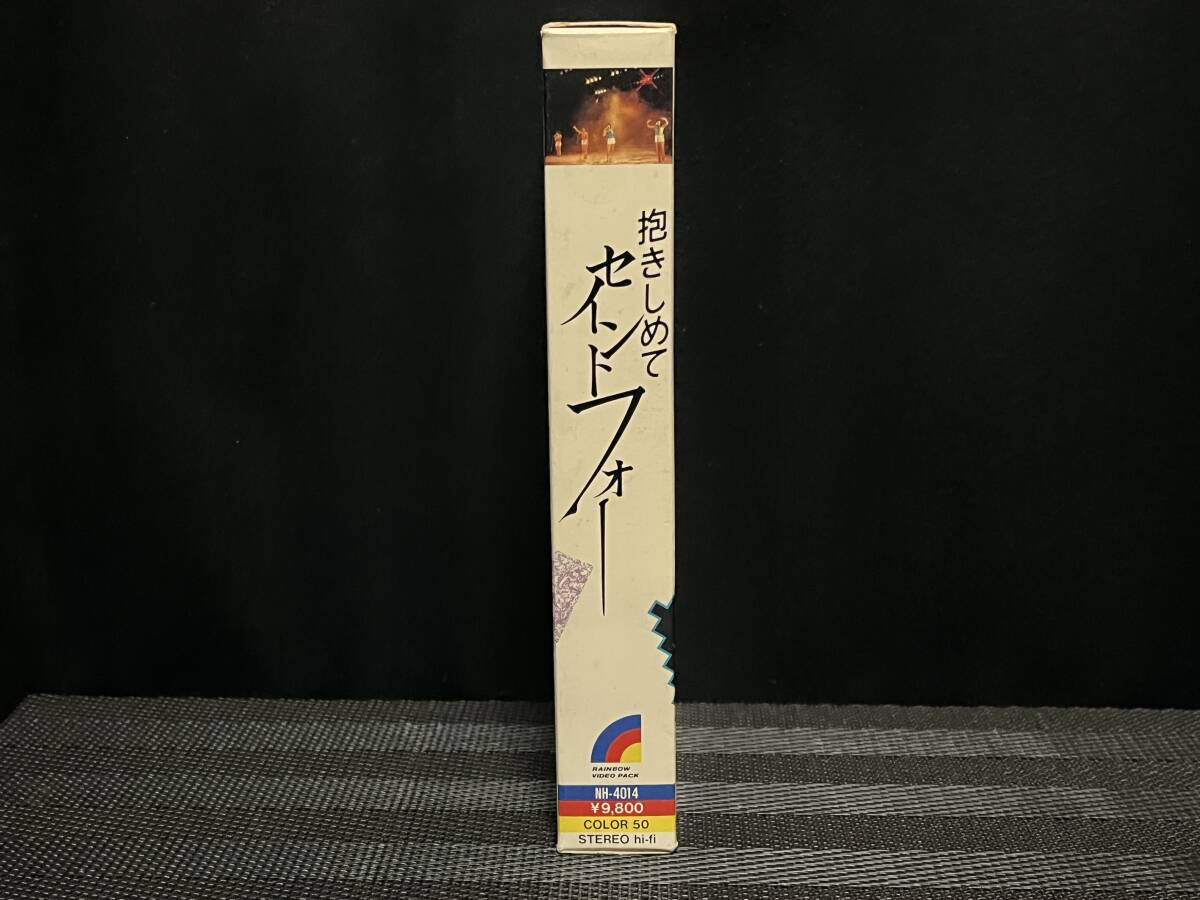 抱きしめて
セイントフォー
RAINBOW
VIDEO PACK
NH-4014
¥9,800
COLOR 50
STEREO hi-fi